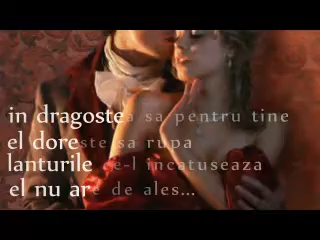 in dragostea sa pentru tine
el doreste sa rupa
lanturile ce-l incatuseaza
el nu are de ales...